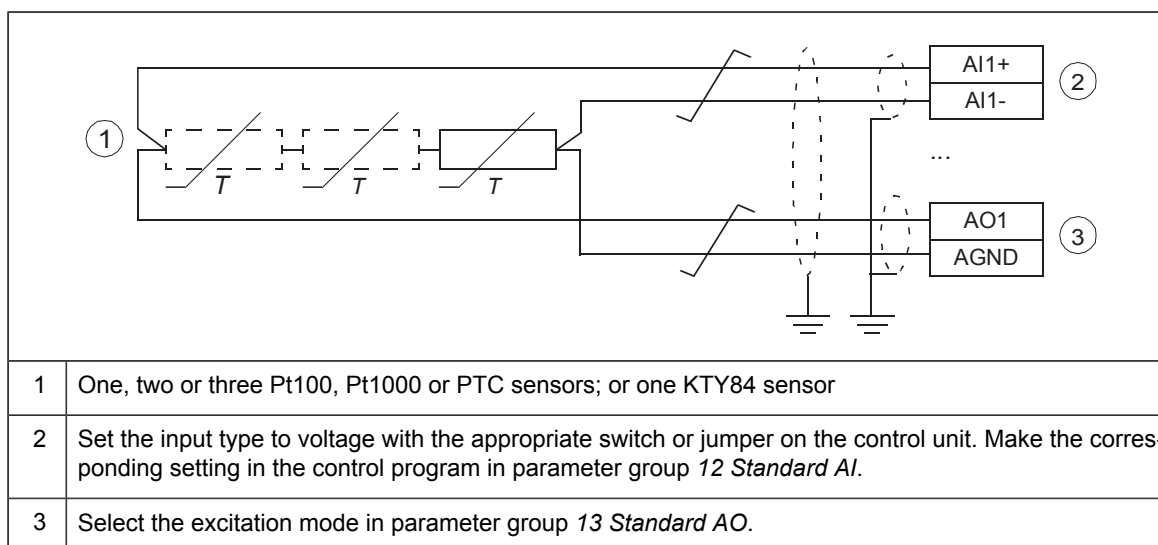 AI1+
AI1-
2
1
...
T
T
T
AO1
AGND
3
1 One, two or three Pt100, Pt1000 or PTC sensors; or one KTY84 sensor
2 Set the input type to voltage with the appropriate switch or jumper on the control unit. Make the corres-
ponding setting in the control program in parameter group 12 Standard AI.
3 Select the excitation mode in parameter group 13 Standard AO.